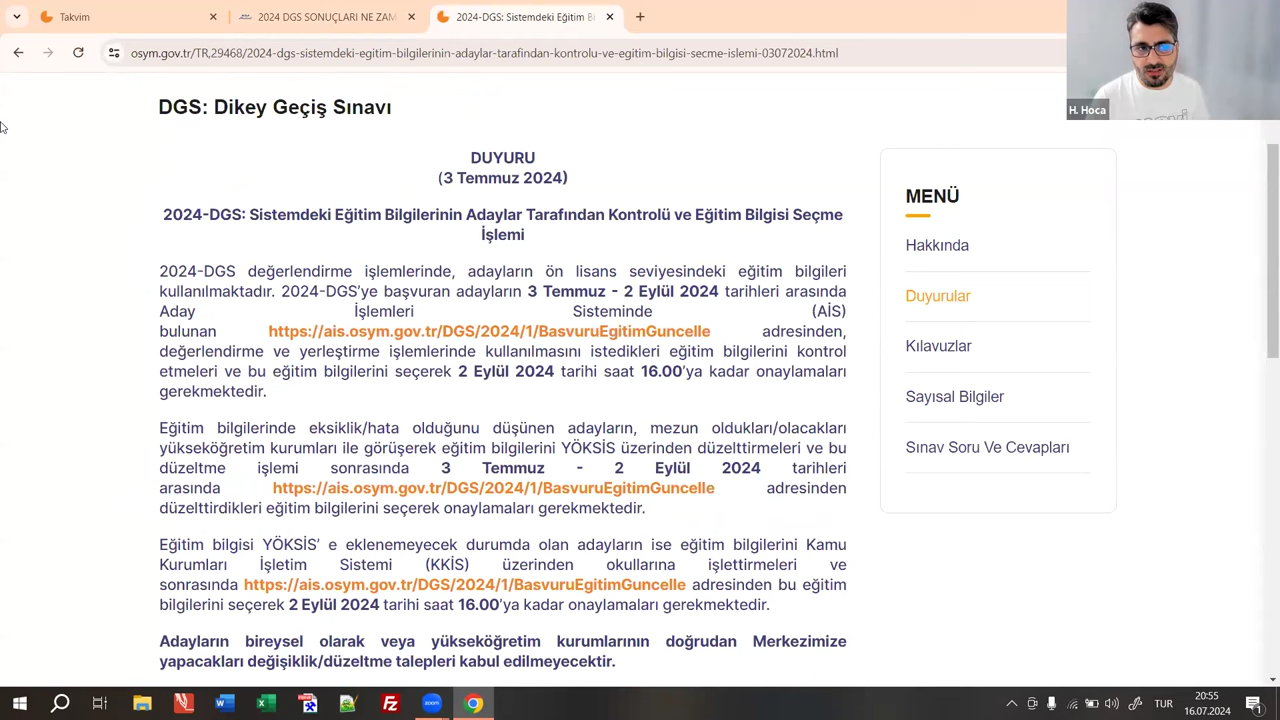 Takvim
2024 DGS SONUÇLARI NE ZAM
2024-DGS: Sistemdeki Eğitim Bi
osym.gov.tr/TR,29468/2024-dgs-sistemdeki-egitim-bilgilerinin-adaylar-tarafindan-kontrolu-ve-egitim-bilgisi-secme-islemi-03072024.html
H. Hoca
DGS: Dikey Geçiş Sınavı
DUYURU
(3 Temmuz 2024)
2024-DGS: Sistemdeki Eğitim Bilgilerinin Adaylar Tarafından Kontrolü ve Eğitim Bilgisi Seçme
İşlemi
2024-DGS değerlendirme işlemlerinde, adayların ön lisans seviyesindeki eğitim bilgileri
kullanılmaktadır. 2024-DGS'ye başvuran adayların 3 Temmuz - 2 Eylül 2024 tarihleri arasında
Aday İşlemleri Sisteminde (AİS)
bulunan https://ais.osym.gov.tr/DGS/2024/1/BasvuruEgitimGuncelle adresinden,
değerlendirme ve yerleştirme işlemlerinde kullanılmasını istedikleri eğitim bilgilerini kontrol
etmeleri ve bu eğitim bilgilerini seçerek 2 Eylül 2024 tarihi saat 16.00'ya kadar onaylamaları
gerekmektedir.
Eğitim bilgilerinde eksiklik/hata olduğunu düşünen adayların, mezun oldukları/olacakları
yükseköğretim kurumları ile görüşerek eğitim bilgilerini YÖKSİS üzerinden düzelttirmeleri ve bu
düzeltme işlemi sonrasında 3 Temmuz - 2 Eylül 2024 tarihleri
arasında https://ais.osym.gov.tr/DGS/2024/1/BasvuruEgitimGuncelle adresinden
düzelttirdikleri eğitim bilgilerini seçerek onaylamaları gerekmektedir.
Eğitim bilgisi YÖKSİS' e eklenemeyecek durumda olan adayların ise eğitim bilgilerini Kamu
Kurumları İşletim Sistemi (KKİS) üzerinden okullarına işlettirmeleri ve
sonrasında https://ais.osym.gov.tr/DGS/2024/1/BasvuruEgitimGuncelle adresinden bu eğitim
bilgilerini seçerek 2 Eylül 2024 tarihi saat 16.00'ya kadar onaylamaları gerekmektedir.
Adayların bireysel olarak veya yükseköğretim kurumlarının doğrudan Merkezimize
yapacakları değişiklik/düzeltme talepleri kabul edilmeyecektir.
MENÜ
Hakkında
Duyurular
Kılavuzlar
Sayısal Bilgiler
Sınav Soru Ve Cevapları
zoom
TUR
20:55
16.07.2024